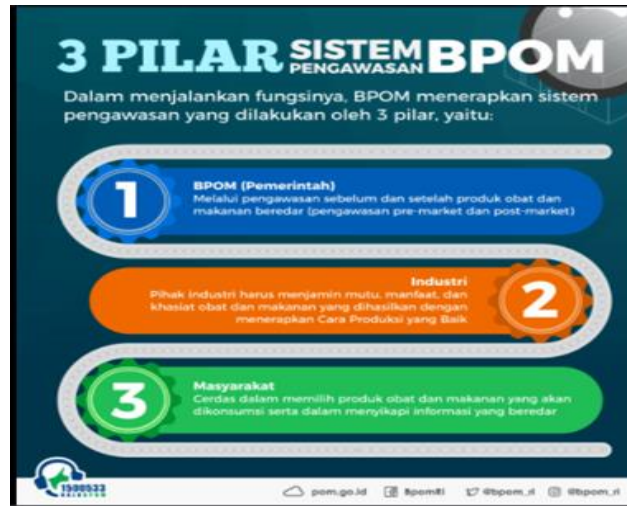 3 PILAR SISTEM PENGAWASAN BPOM
Dalam menjalankan fungsinya, BPOM menerapkan sistem
pengawasan yang dilakukan oleh 3 pilar, yaitu:
1
BPOM (Pemerintah)
Melalui pengawasan sebelum dan setelah produk obat dan
makanan beredar (pengawasan pre-market dan post-market)
Industri
Pihak industri harus menjamin mutu, manfaat, dan
khasiat obat dan makanan yang dihasilkan dengan
menerapkan Cara Produksi yang Baik
2
3
Masyarakat
Cerdas dalam memilih produk obat dan makanan yang akan
dikonsumsi serta dalam menyikapi informasi yang beredar
1500533
HALOBPOM
pom.go.id BpomRI @bpom_ri @bpom_ri